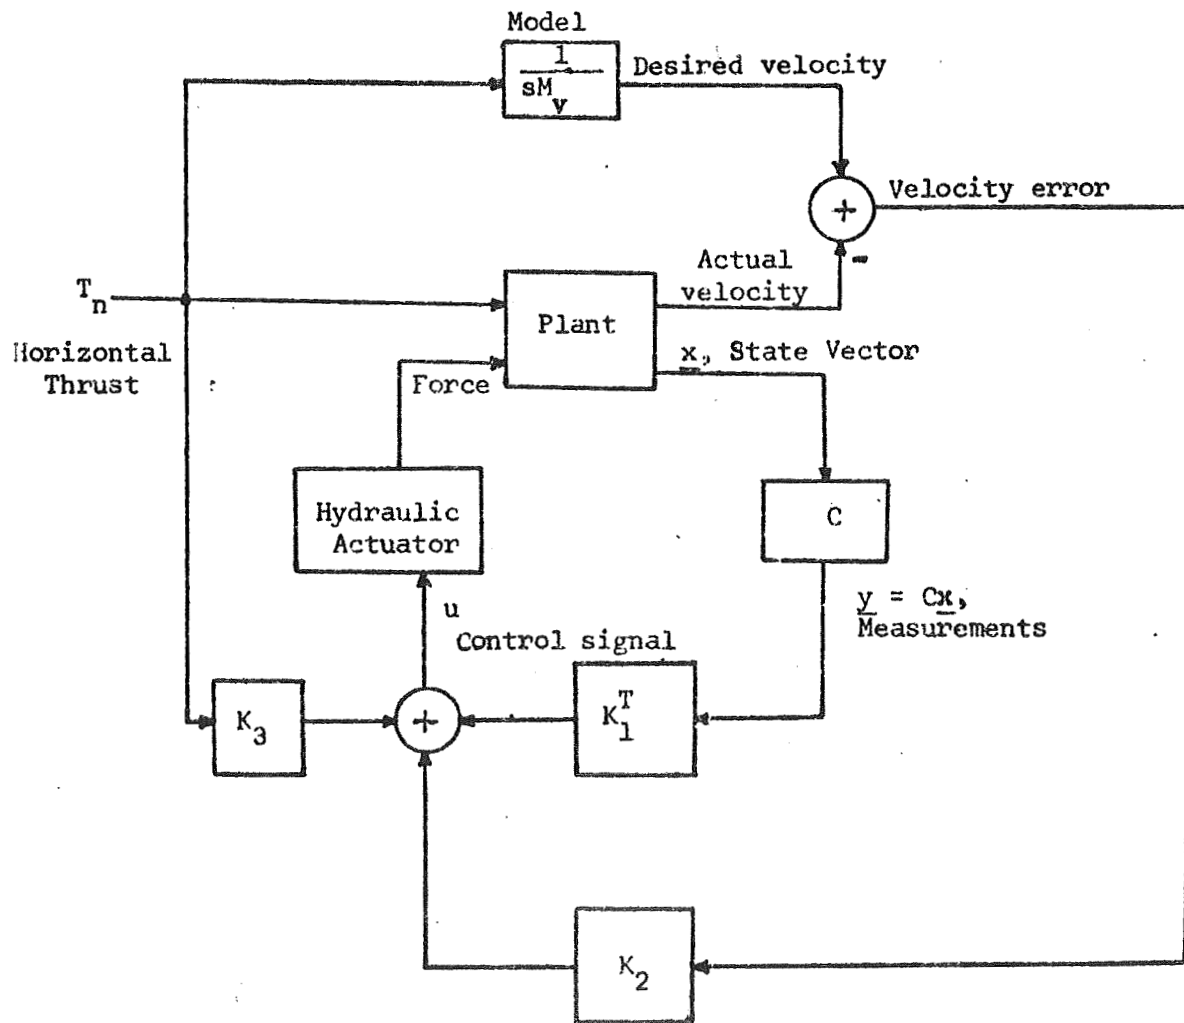 Model
1
sM
v
Desired velocity
+
Velocity error
-
Actual
velocity
T
n
Plant
Horizontal
Thrust
x, State Vector
Force
Hydraulic
Actuator
C
u
Control signal
y = Cx,
Measurements
K
3
+
K
T
1
K
2